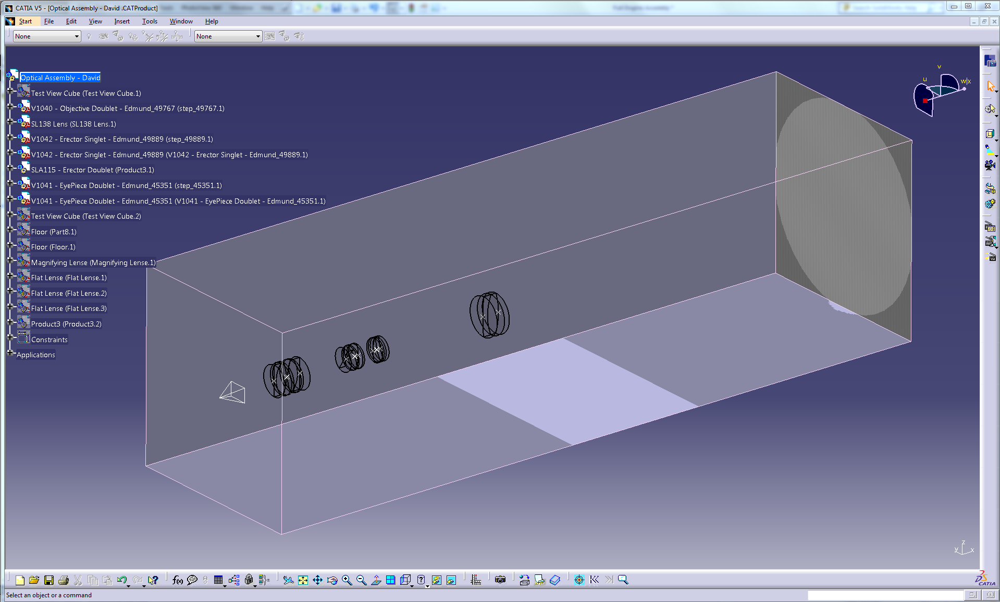 CATIA V5 - [Optical Assembly - David .CATProduct]
Start File Edit View Insert Tools Window Help
None None
Optical Assembly - David
Test View Cube (Test View Cube.1)
V1040 - Objective Doublet - Edmund_49767 (step_49767.1)
SL138 Lens (SL138 Lens.1)
V1042 - Erector Singlet - Edmund_49889 (step_49889.1)
V1042 - Erector Singlet - Edmund_49889 (V1042 - Erector Singlet - Edmund_49889.1)
SLA115 - Erector Doublet (Product3.1)
V1041 - EyePiece Doublet - Edmund_45351 (step_45351.1)
V1041 - EyePiece Doublet - Edmund_45351 (V1041 - EyePiece Doublet - Edmund_45351.1)
Test View Cube (Test View Cube.2)
Floor (Part8.1)
Floor (Floor.1)
Magnifying Lense (Magnifying Lense.1)
Flat Lense (Flat Lense.1)
Flat Lense (Flat Lense.2)
Flat Lense (Flat Lense.3)
Product3 (Product3.2)
Constraints
Applications
v
u
w|x
z
y x
f(x)
CATIA
Select an object or a command